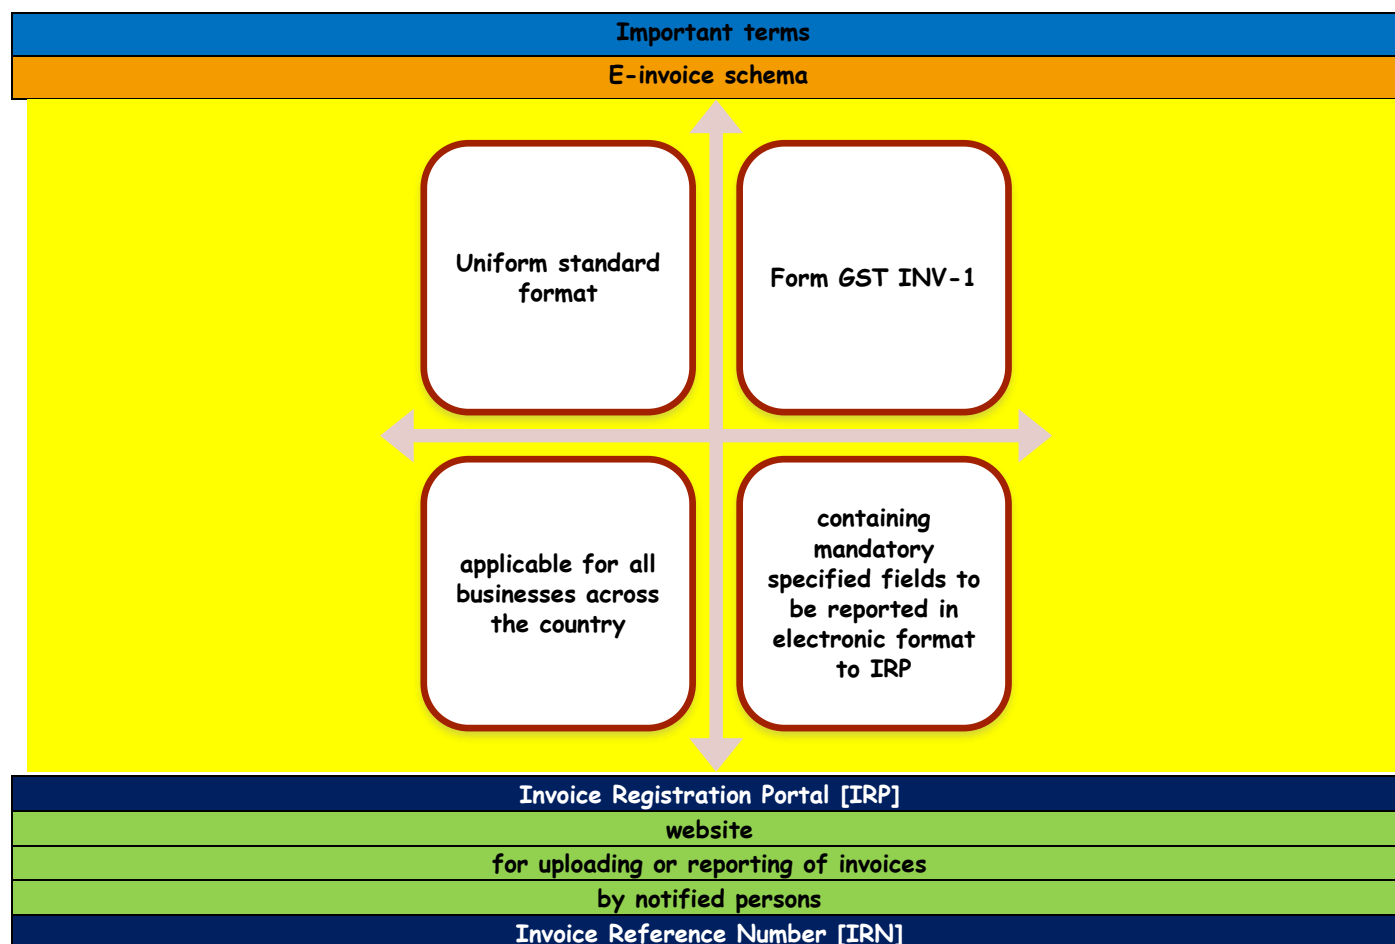 Important terms
E-invoice schema
Uniform standard
format
Form GST INV-1
applicable for all
businesses across
the country
containing
mandatory
specified fields to
be reported in
electronic format
to IRP
Invoice Registration Portal [IRP]
website
for uploading or reporting of invoices
by notified persons
Invoice Reference Number [IRN]